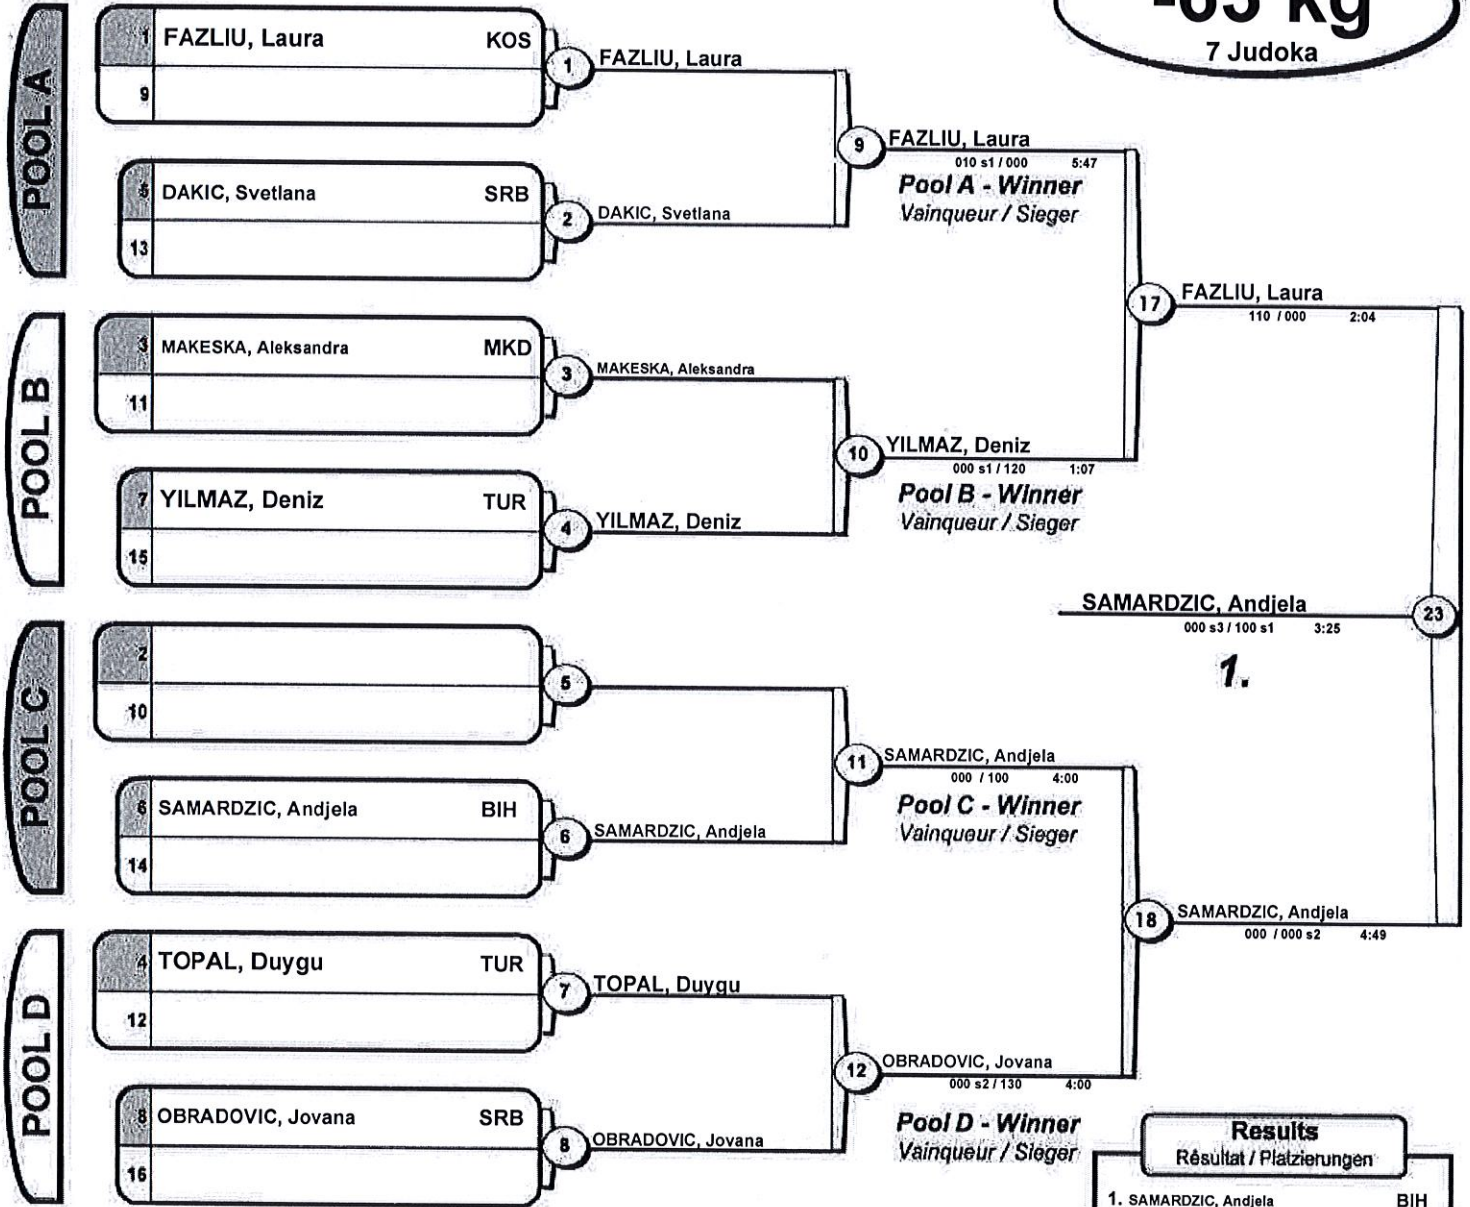 -63 kg
7 Judoka
POOL A
1 FAZLIU, Laura KOS
9
1 FAZLIU, Laura
5 DAKIC, Svetlana SRB
13
2 DAKIC, Svetlana
9 FAZLIU, Laura
010 s1 / 000 5:47
Pool A - Winner
Vainqueur / Sieger
POOL B
3 MAKESKA, Aleksandra MKD
11
3 MAKESKA, Aleksandra
7 YILMAZ, Deniz TUR
15
4 YILMAZ, Deniz
10 YILMAZ, Deniz
000 s1 / 120 1:07
Pool B - Winner
Vainqueur / Sieger
17 FAZLIU, Laura
110 / 000 2:04
SAMARDZIC, Andjela 23
000 s3 / 100 s1 3:25
1.
POOL C
2
10
5
6 SAMARDZIC, Andjela BIH
14
6 SAMARDZIC, Andjela
11 SAMARDZIC, Andjela
000 / 100 4:00
Pool C - Winner
Vainqueur / Sieger
POOL D
4 TOPAL, Duygu TUR
12
7 TOPAL, Duygu
8 OBRADOVIC, Jovana SRB
16
8 OBRADOVIC, Jovana
12 OBRADOVIC, Jovana
000 s2 / 130 4:00
Pool D - Winner
Vainqueur / Sieger
18 SAMARDZIC, Andjela
000 / 000 s2 4:49
Results
Résultat / Platzierungen
1. SAMARDZIC, Andjela BIH